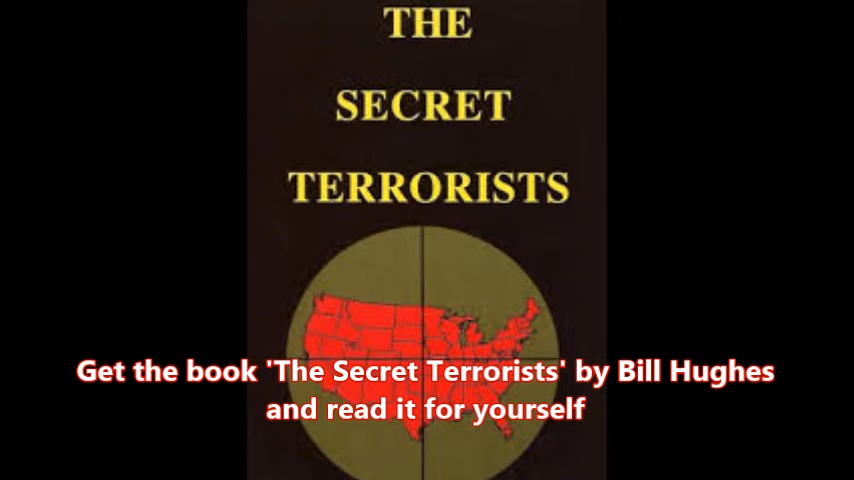 THE
SECRET
TERRORISTS
Get the book 'The Secret Terrorists' by Bill Hughes
and read it for yourself